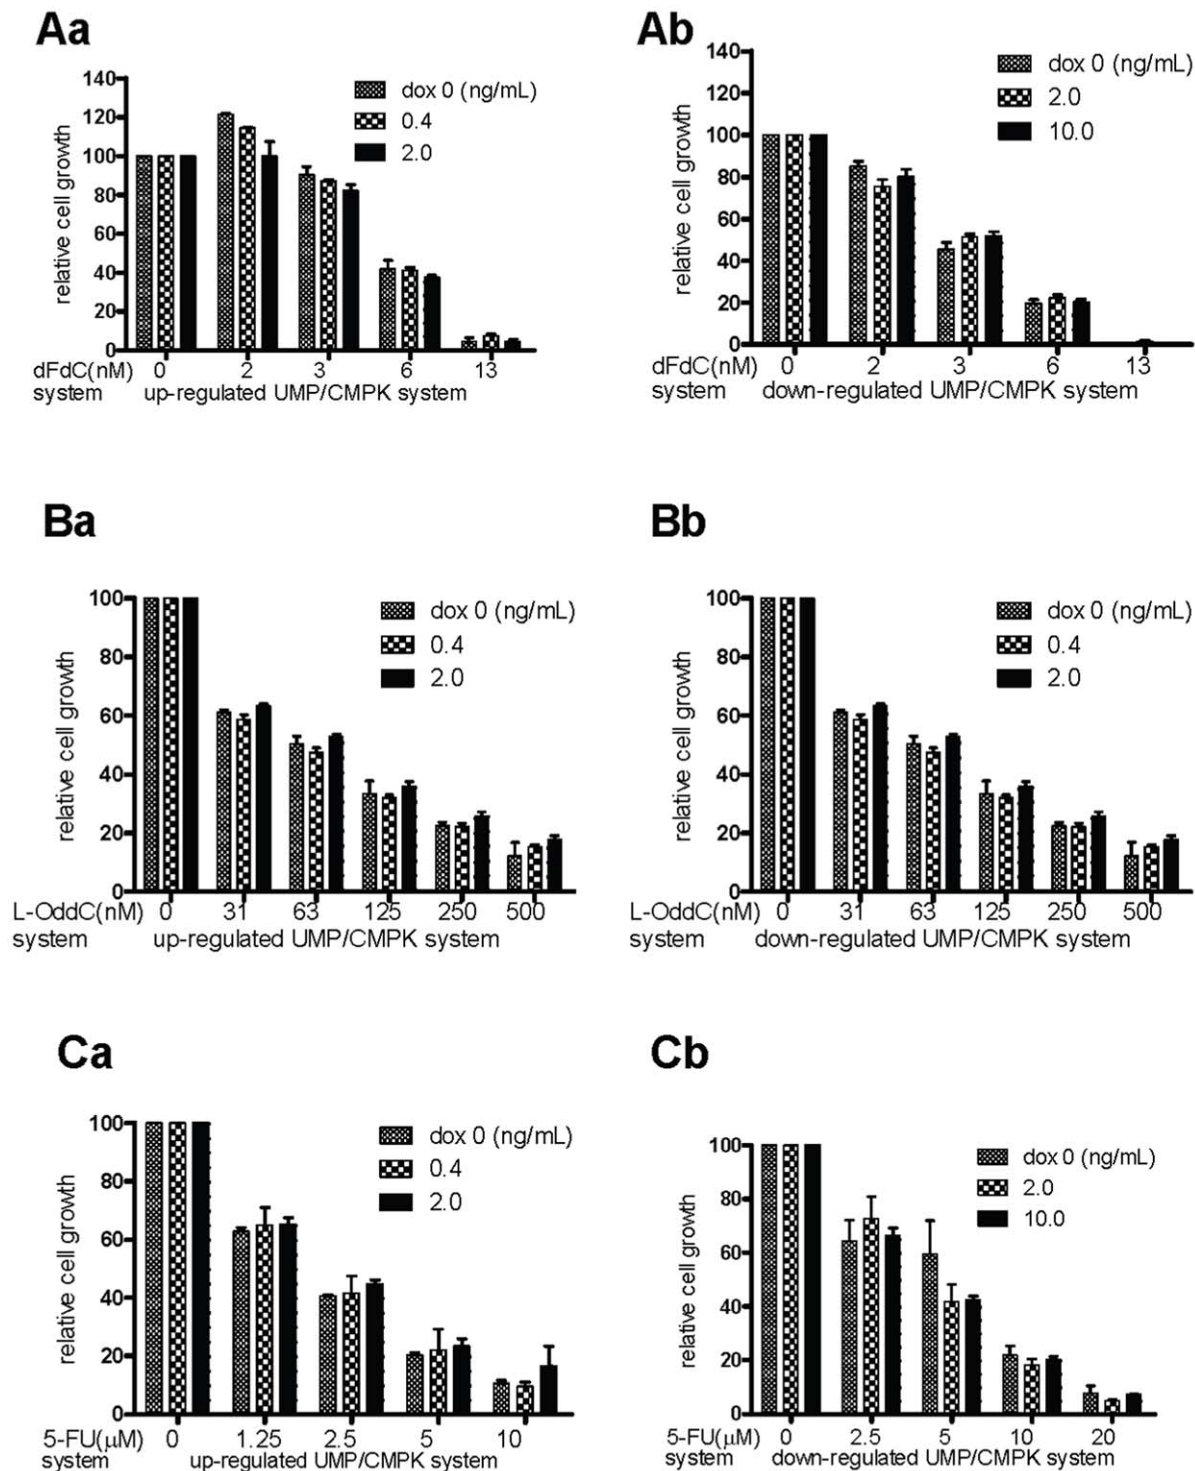 Aa
140
120
100
80
60
40
20
0
relative cell growth
dox 0 (ng/mL)
0.4
2.0
dFdC(nM) 0 2 3 6 13
system up-regulated UMP/CMPK system
Ab
140
120
100
80
60
40
20
0
relative cell growth
dox 0 (ng/mL)
2.0
10.0
dFdC(nM) 0 2 3 6 13
system down-regulated UMP/CMPK system
Ba
100
80
60
40
20
0
relative cell growth
dox 0 (ng/mL)
0.4
2.0
L-OddC(nM) 0 31 63 125 250 500
system up-regulated UMP/CMPK system
Bb
100
80
60
40
20
0
relative cell growth
dox 0 (ng/mL)
0.4
2.0
L-OddC(nM) 0 31 63 125 250 500
system down-regulated UMP/CMPK system
Ca
100
80
60
40
20
0
relative cell growth
dox 0 (ng/mL)
0.4
2.0
5-FU(μM) 0 1.25 2.5 5 10
system up-regulated UMP/CMPK system
Cb
100
80
60
40
20
0
relative cell growth
dox 0 (ng/mL)
2.0
10.0
5-FU(μM) 0 2.5 5 10 20
system down-regulated UMP/CMPK system